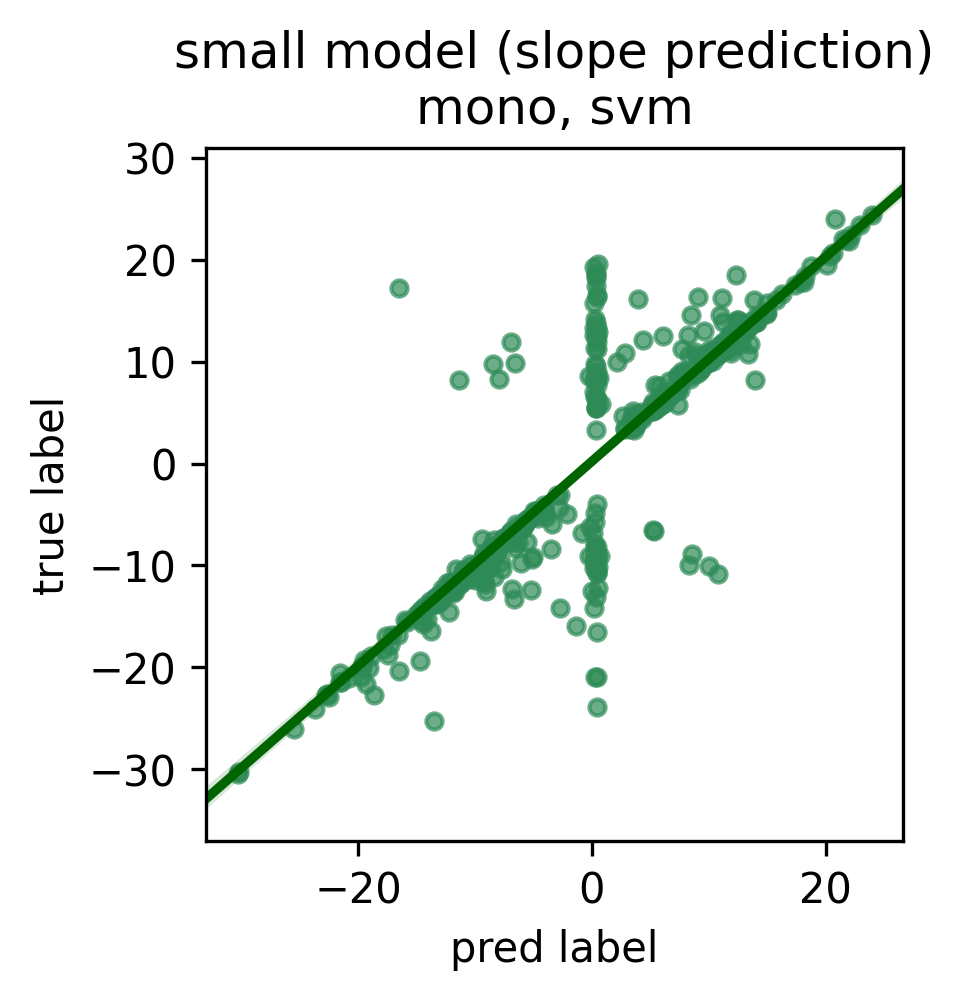 small model (slope prediction)
mono, svm
30
20
10
0
−10
−20
−30
true label
−20
0
20
pred label